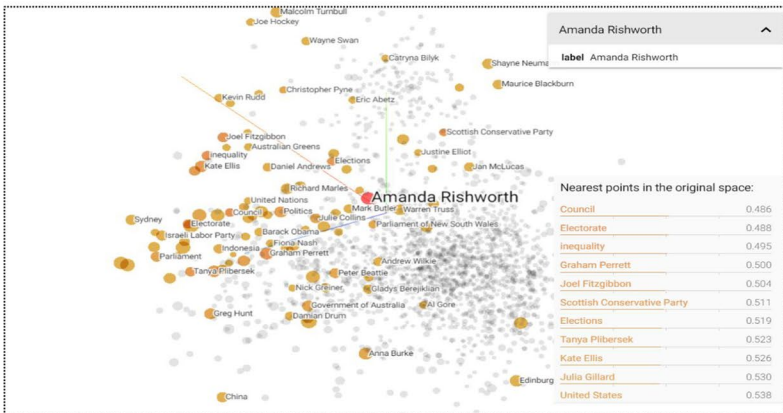 Malcolm Turnbull
Joe Hockey
Wayne Swan
Catryna Bilyk
Shayne Neuma
Maurice Blackburn
Kevin Rudd
Christopher Pyne
Eric Abetz
Scottish Conservative Party
Joel Fitzgibbon
Australian Greens
inequality
Kate Ellis
Daniel Andrews
Elections
Justine Elliot
Jan McLucas
Richard Marles
United Nations
Amanda Rishworth
Council
Politics
Mark Butler
Warren Truss
Sydney
Electorate
Julie Collins
Parliament of New South Wales
Israeli Labor Party
Barack Obama
Fiona Nash
Indonesia
Graham Perrett
Parliament
Andrew Wilkie
Tanya Plibersek
Peter Beattie
Nick Greiner
Gladys Berejiklian
Government of Australia
Al Gore
Greg Hunt
Damian Drum
Anna Burke
Edinburg
China
Amanda Rishworth
label Amanda Rishworth
Nearest points in the original space:
Council 0.486
Electorate 0.488
inequality 0.495
Graham Perrett 0.500
Joel Fitzgibbon 0.504
Scottish Conservative Party 0.511
Elections 0.519
Tanya Plibersek 0.523
Kate Ellis 0.526
Julia Gillard 0.530
United States 0.538